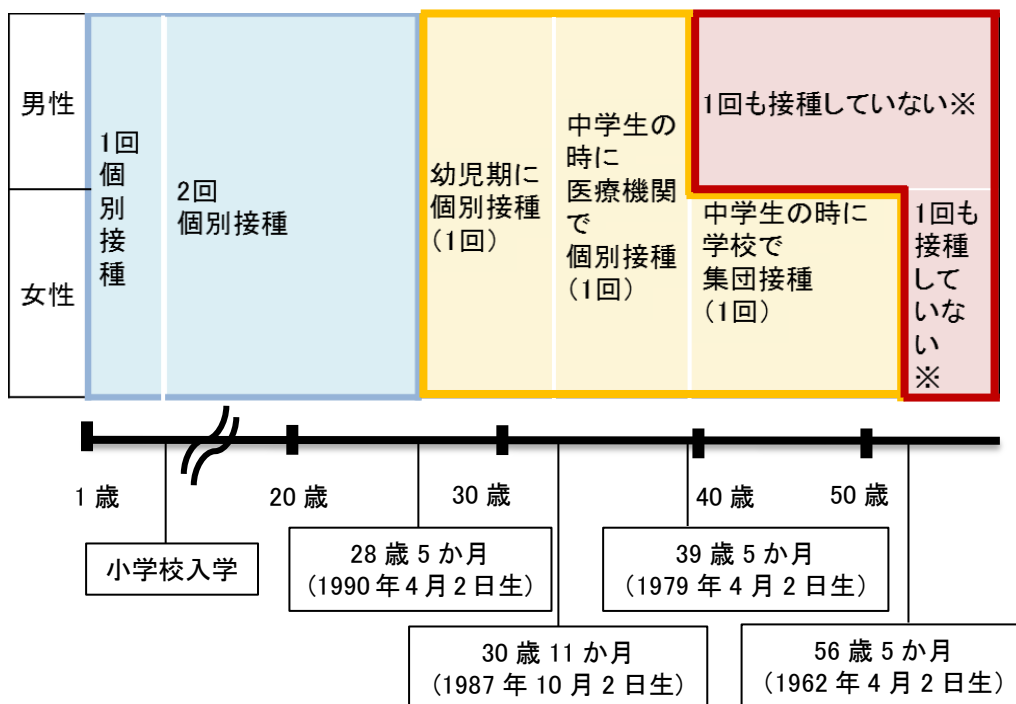 男性
女性
1回
個
別
接
種
2回
個別接種
幼児期に
個別接種
(1回)
中学生の
時に
医療機関
で
個別接種
(1回)
1回も接種していない※
中学生の時に
学校で
集団接種
(1回)
1回も
接種
して
いな
い
※
1歳
20歳
30歳
40歳
50歳
小学校入学
28歳5か月
(1990年4月2日生)
39歳5か月
(1979年4月2日生)
30歳11か月
(1987年10月2日生)
56歳5か月
(1962年4月2日生)